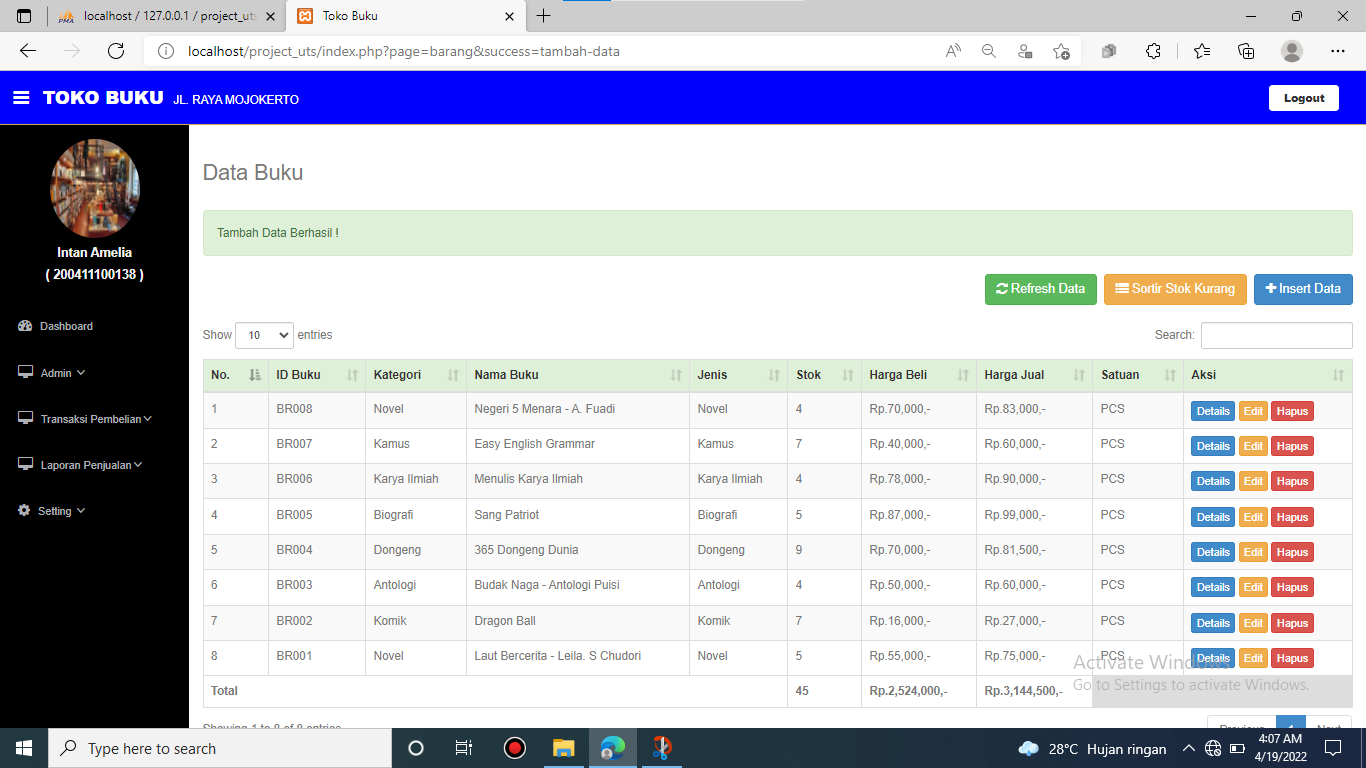 localhost / 127.0.0.1 / project_uts
Toko Buku
localhost/project_uts/index.php?page=barang&success=tambah-data
TOKO BUKU JL. RAYA MOJOKERTO
Logout
Intan Amelia
( 200411100138 )
Dashboard
Admin
Transaksi Pembelian
Laporan Penjualan
Setting
Data Buku
Tambah Data Berhasil !
Refresh Data Sortir Stok Kurang Insert Data
Show 10 entries Search:
No. ID Buku Kategori Nama Buku Jenis Stok Harga Beli Harga Jual Satuan Aksi
1 BR008 Novel Negeri 5 Menara - A. Fuadi Novel 4 Rp.70,000,- Rp.83,000,- PCS Details Edit Hapus
2 BR007 Kamus Easy English Grammar Kamus 7 Rp.40,000,- Rp.60,000,- PCS Details Edit Hapus
3 BR006 Karya Ilmiah Menulis Karya Ilmiah Karya Ilmiah 4 Rp.78,000,- Rp.90,000,- PCS Details Edit Hapus
4 BR005 Biografi Sang Patriot Biografi 5 Rp.87,000,- Rp.99,000,- PCS Details Edit Hapus
5 BR004 Dongeng 365 Dongeng Dunia Dongeng 9 Rp.70,000,- Rp.81,500,- PCS Details Edit Hapus
6 BR003 Antologi Budak Naga - Antologi Puisi Antologi 4 Rp.50,000,- Rp.60,000,- PCS Details Edit Hapus
7 BR002 Komik Dragon Ball Komik 7 Rp.16,000,- Rp.27,000,- PCS Details Edit Hapus
8 BR001 Novel Laut Bercerita - Leila. S Chudori Novel 5 Rp.55,000,- Rp.75,000,- PCS Details Edit Hapus
Total 45 Rp.2,524,000,- Rp.3,144,500,-
Activate Windows
Go to Settings to activate Windows.
Showing 1 to 8 of 8 entries
Previous 1 Next
Type here to search
28°C Hujan ringan
4:07 AM
4/19/2022